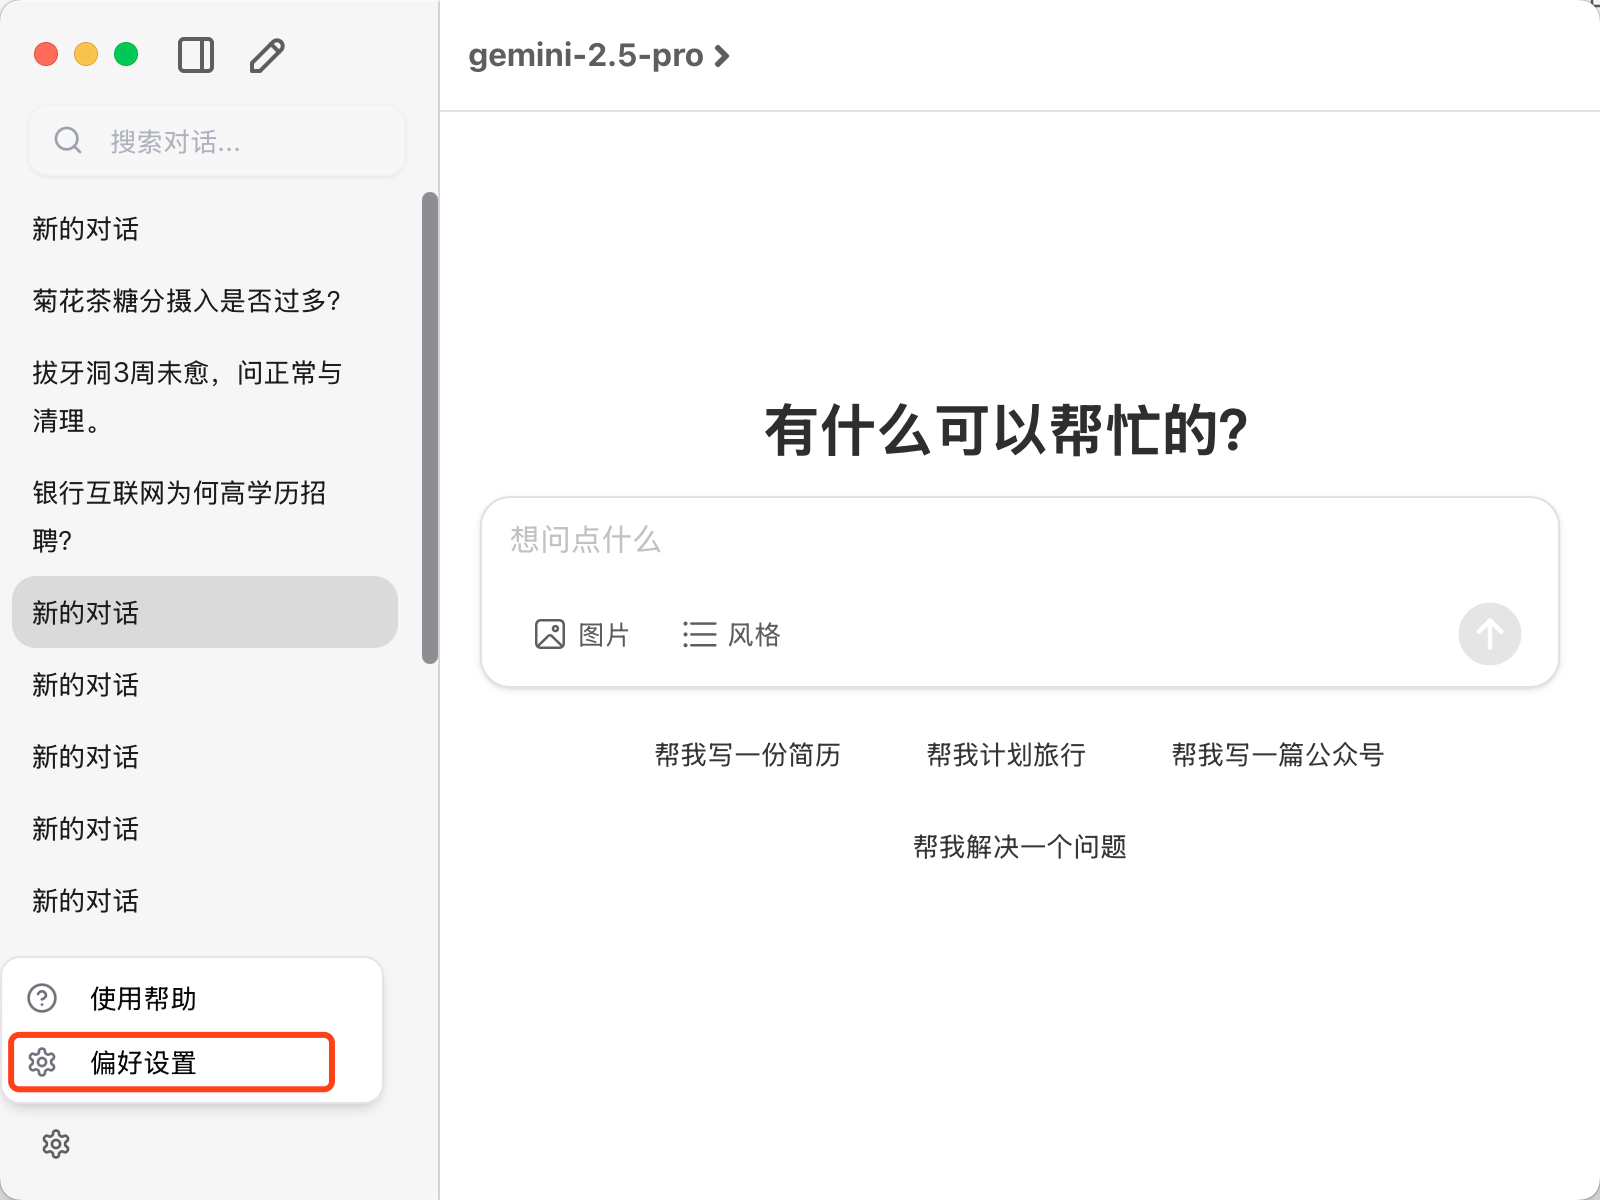 gemini-2.5-pro
搜索对话...
新的对话
菊花茶糖分摄入是否过多?
拔牙洞3周未愈，问正常与
清理。
银行互联网为何高学历招
聘?
新的对话
新的对话
新的对话
新的对话
新的对话
使用帮助
偏好设置
有什么可以帮忙的?
想问点什么
图片 风格
帮我写一份简历 帮我计划旅行 帮我写一篇公众号
帮我解决一个问题